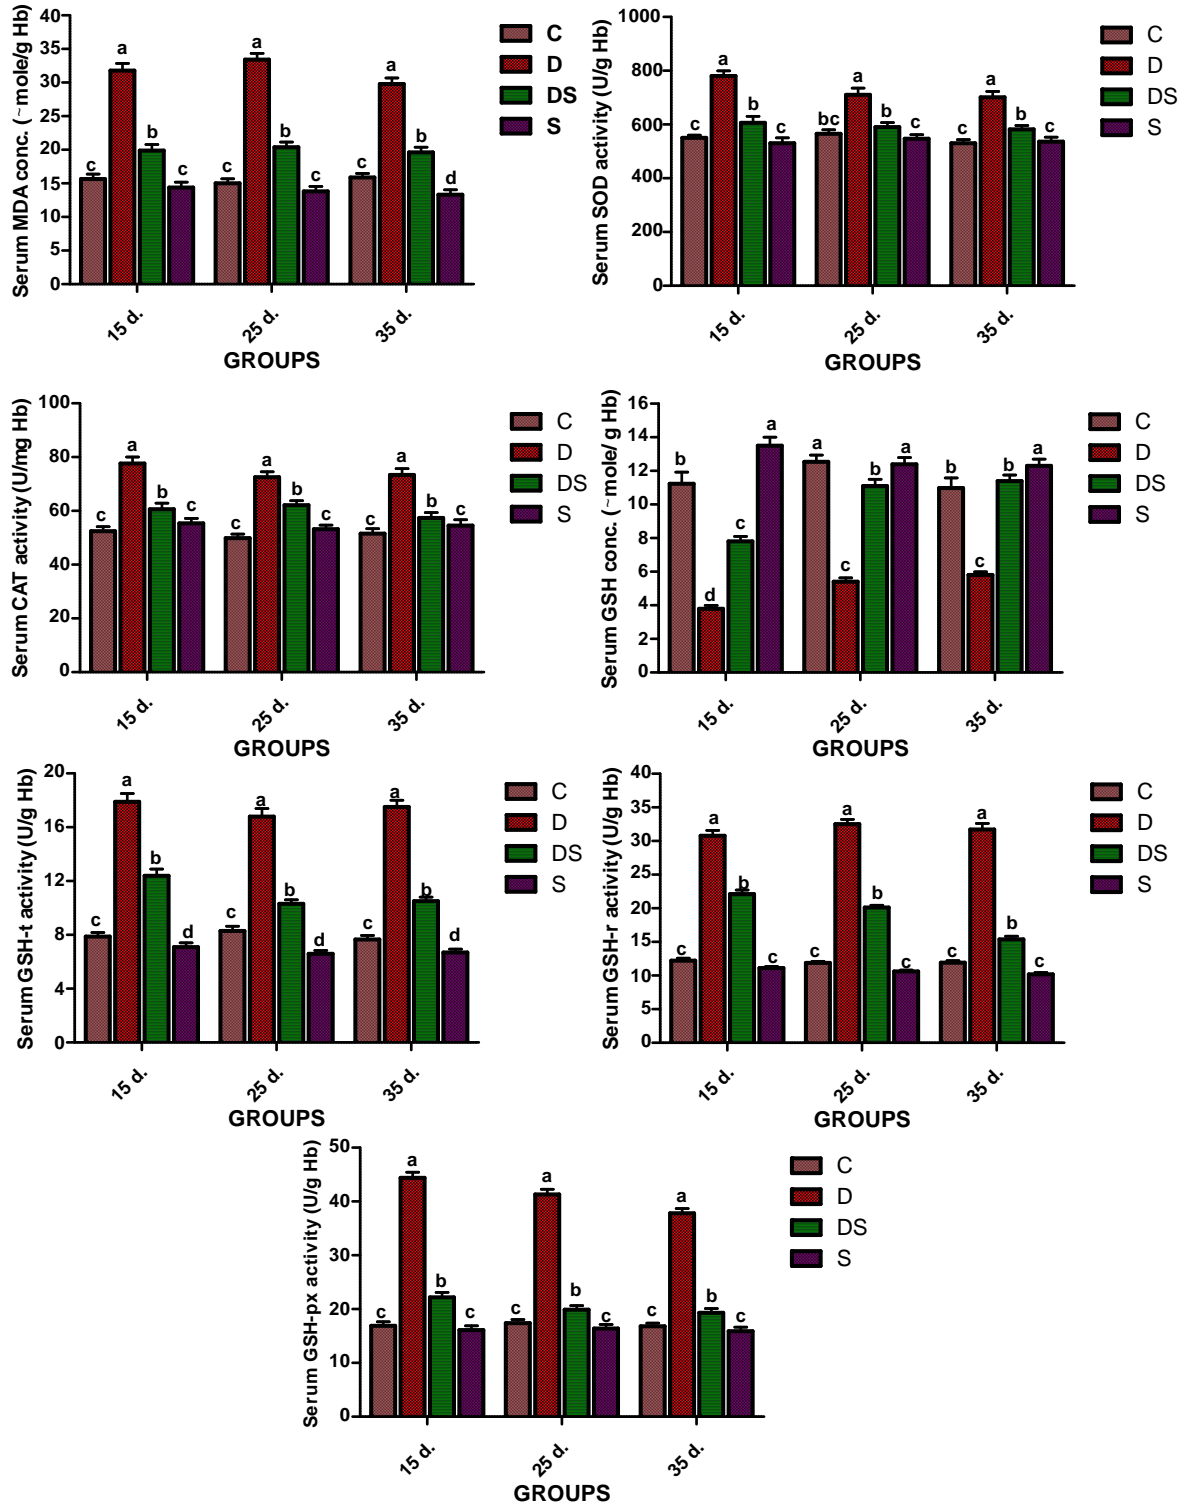 Serum MDA conc. (~mole/g Hb)
40
35
30
25
20
15
10
5
0
c
a
b
c
c
a
b
c
c
a
b
d
15 d.
25 d.
35 d.
GROUPS
C
D
DS
S
Serum SOD activity (U/g Hb)
1000
800
600
400
200
0
c
a
b
c
bc
a
b
c
c
a
b
c
15 d.
25 d.
35 d.
GROUPS
C
D
DS
S
Serum CAT activity (U/mg Hb)
100
80
60
40
20
0
c
a
b
c
c
a
b
c
c
a
b
c
15 d.
25 d.
35 d.
GROUPS
C
D
DS
S
Serum GSH conc. (~mole/ g Hb)
16
14
12
10
8
6
4
2
0
b
d
c
a
a
c
b
a
b
c
b
a
15 d.
25 d.
35 d.
GROUPS
C
D
DS
S
Serum GSH-t activity (U/g Hb)
20
16
12
8
4
0
c
a
b
d
c
a
b
d
c
a
b
d
15 d.
25 d.
35 d.
GROUPS
C
D
DS
S
Serum GSH-r activity (U/g Hb)
40
35
30
25
20
15
10
5
0
c
a
b
c
c
a
b
c
c
a
b
c
15 d.
25 d.
35 d.
GROUPS
C
D
DS
S
Serum GSH-px activity (U/g Hb)
50
40
30
20
10
0
c
a
b
c
c
a
b
c
c
a
b
c
15 d.
25 d.
35 d.
GROUPS
C
D
DS
S